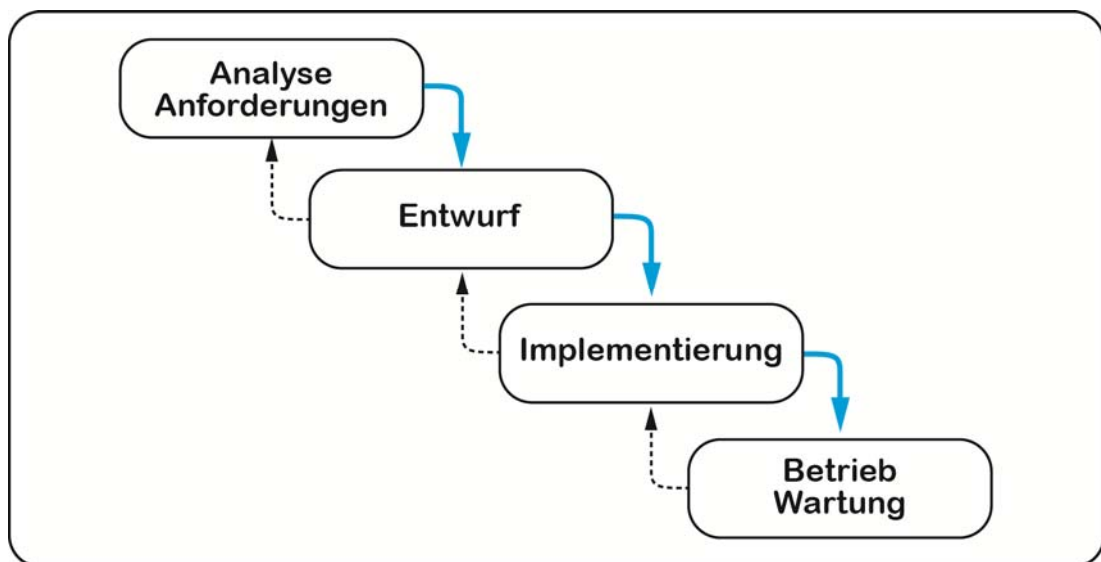 Analyse
Anforderungen
Entwurf
Implementierung
Betrieb
Wartung